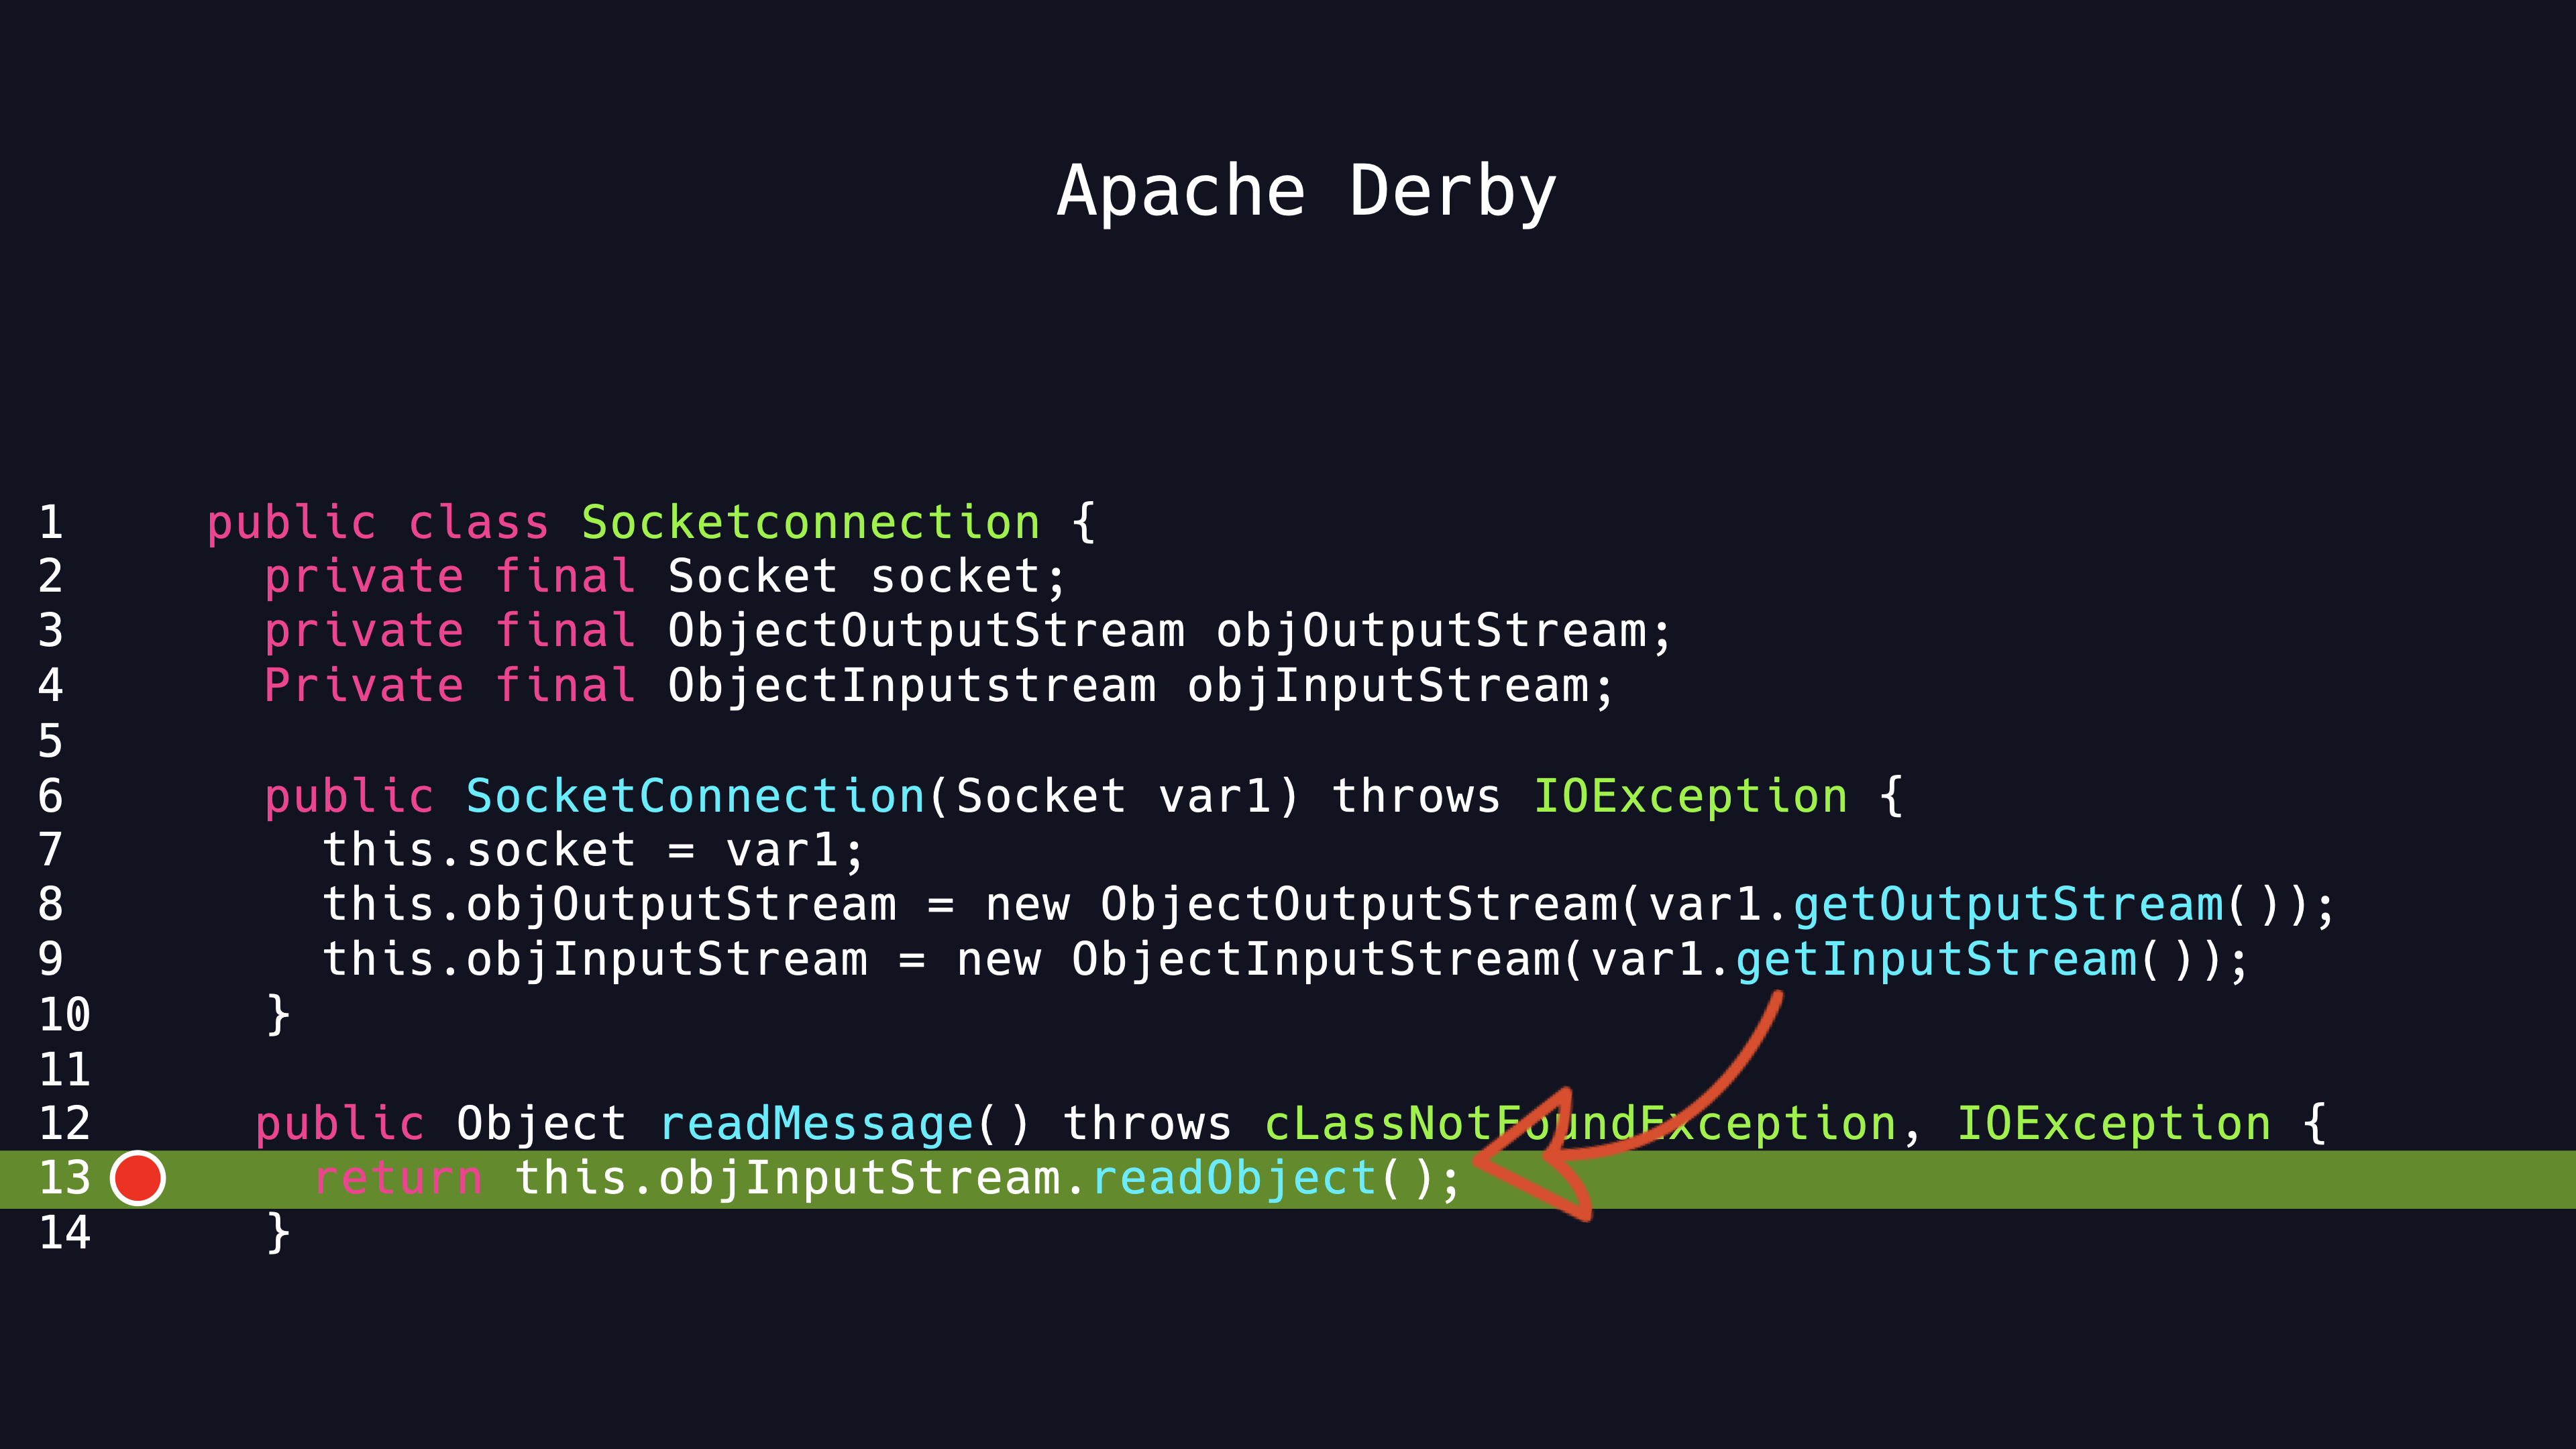 Apache Derby
1 public class Socketconnection {
2 private final Socket socket;
3 private final ObjectOutputStream objOutputStream;
4 Private final ObjectInputstream objInputStream;
5
6 public SocketConnection(Socket var1) throws IOException {
7 this.socket = var1;
8 this.objOutputStream = new ObjectOutputStream(var1.getOutputStream());
9 this.objInputStream = new ObjectInputStream(var1.getInputStream());
10 }
11
12 public Object readMessage() throws cLassNotFoundException, IOException {
13 return this.objInputStream.readObject();
14 }